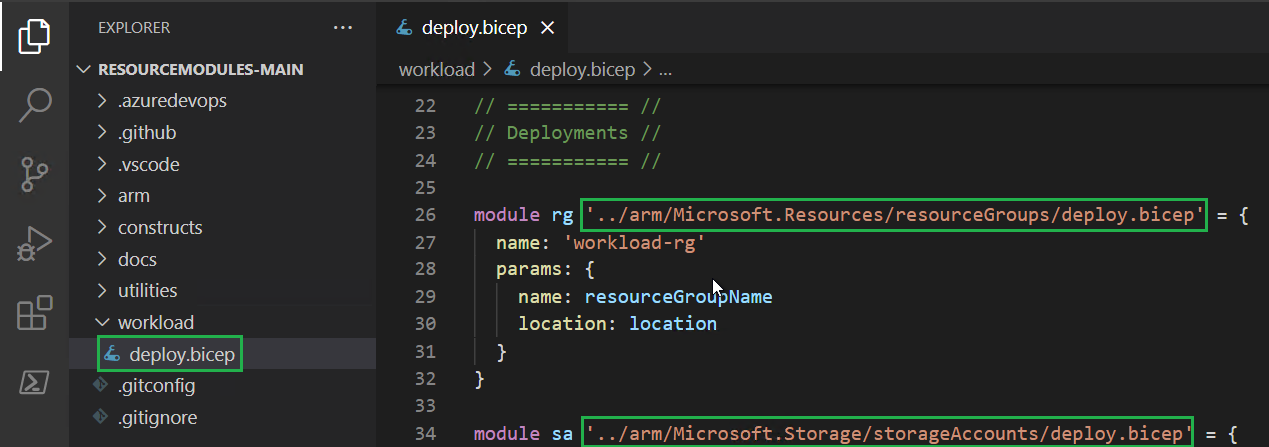 EXPLORER
RESOURCEMODULES-MAIN
.azuredevops
.github
.vscode
arm
constructs
docs
utilities
workload
deploy.bicep
.gitconfig
.gitignore
deploy.bicep
workload > deploy.bicep > ...
22 // =========== //
23 // Deployments //
24 // =========== //
25
26 module rg '../arm/Microsoft.Resources/resourceGroups/deploy.bicep' = {
27 name: 'workload-rg'
28 params: {
29 name: resourceGroupName
30 location: location
31 }
32 }
33
34 module sa '../arm/Microsoft.Storage/storageAccounts/deploy.bicep' = {